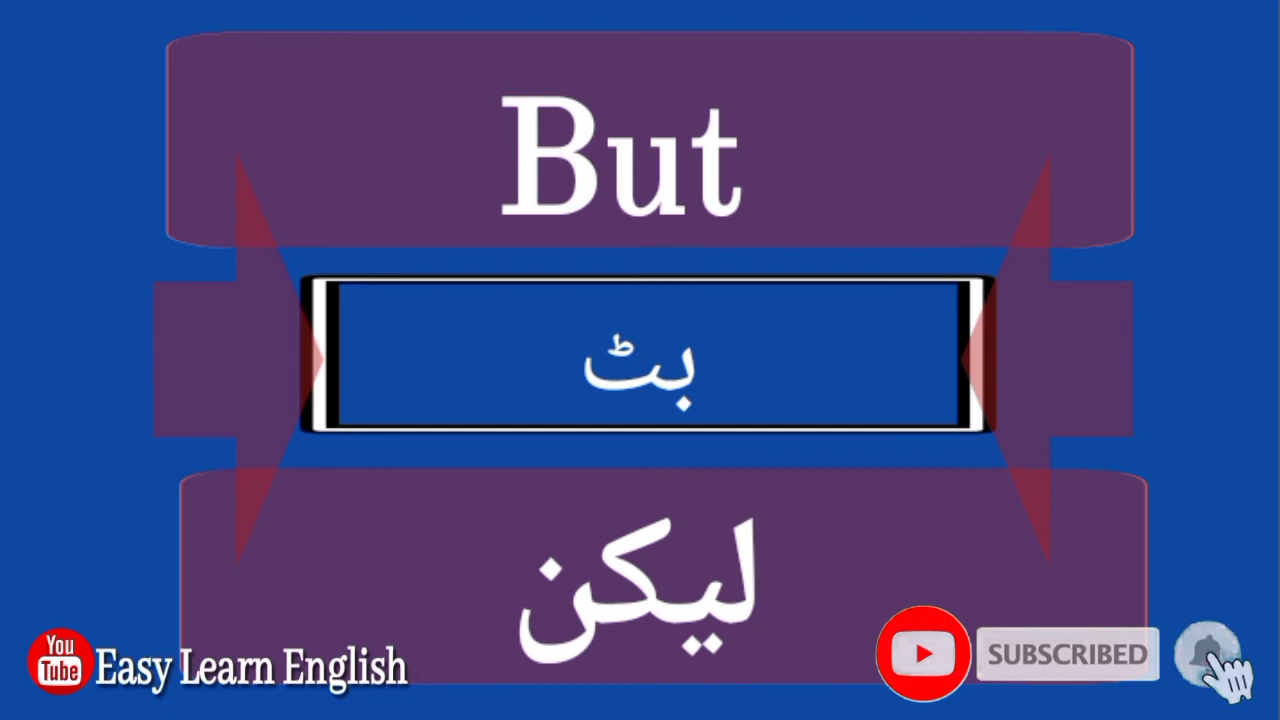 But
بٹ
لیکن
You
Tube
Easy Learn English
SUBSCRIBED